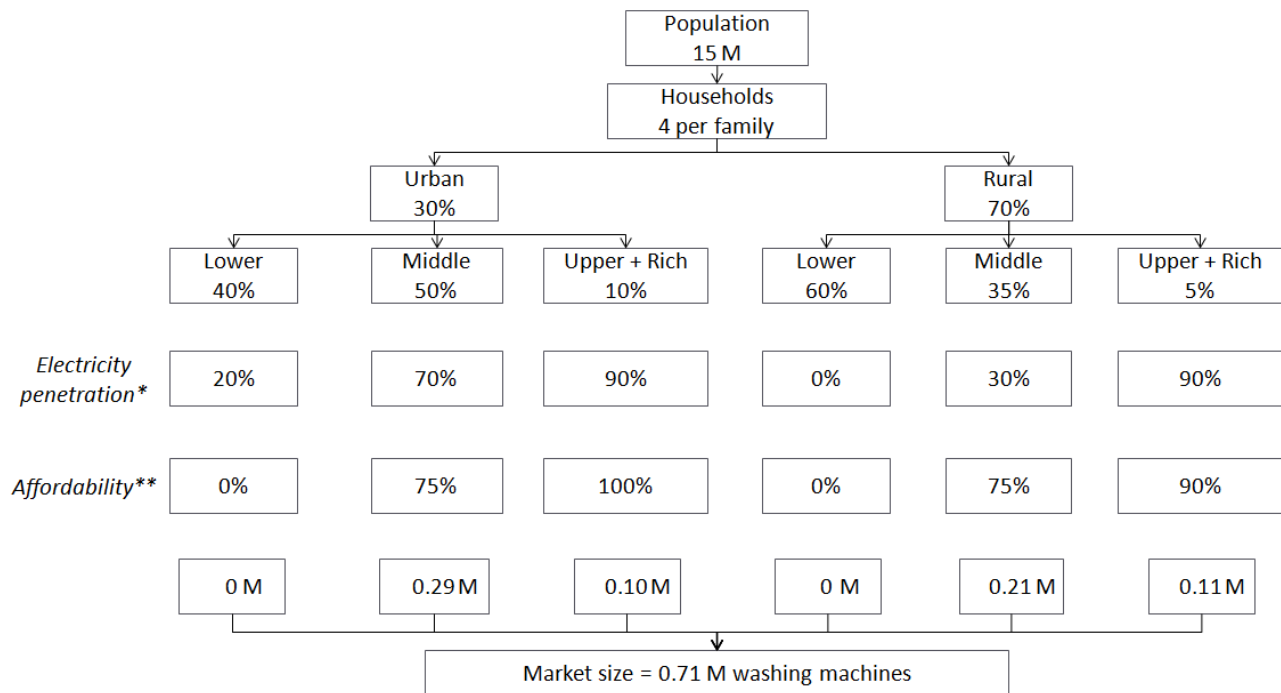 Population
15 M
Households
4 per family
Urban
30%
Rural
70%
Lower
40%
Middle
50%
Upper + Rich
10%
Lower
60%
Middle
35%
Upper + Rich
5%
Electricity
penetration*
20%
70%
90%
0%
30%
90%
Affordability**
0%
75%
100%
0%
75%
90%
0 M
0.29 M
0.10 M
0 M
0.21 M
0.11 M
Market size = 0.71 M washing machines